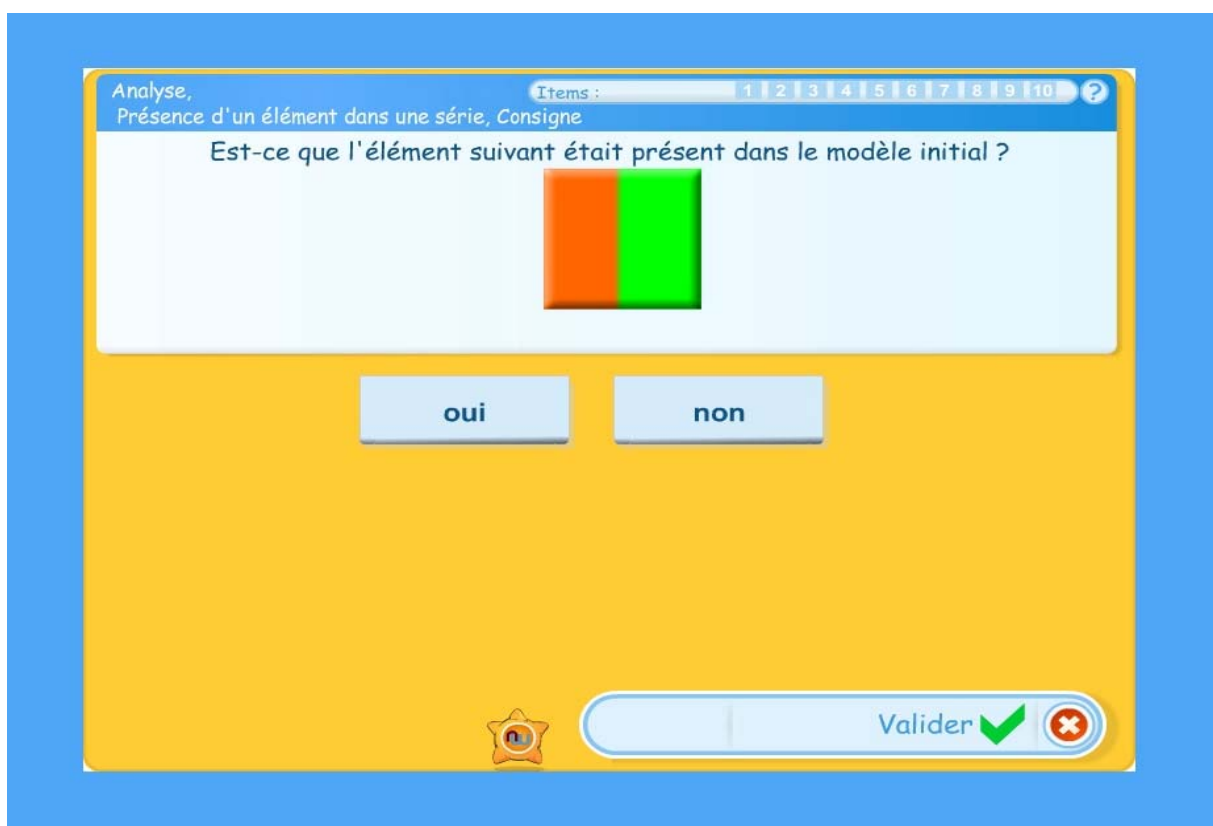 Analyse,
Items : 1 2 3 4 5 6 7 8 9 10 ?
Présence d'un élément dans une série, Consigne
Est-ce que l'élément suivant était présent dans le modèle initial ?
oui non
Valider